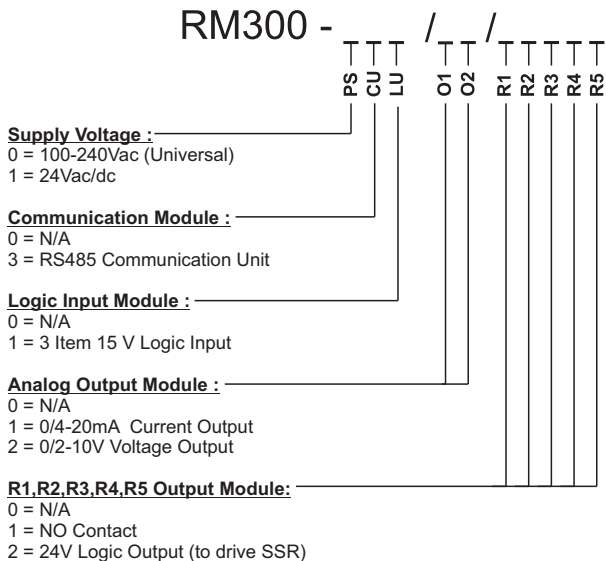 RM300 - _ _ _ / _ _ / _ _ _ _ _
PS CU LU O1 O2 R1 R2 R3 R4 R5
Supply Voltage :
0 = 100-240Vac (Universal)
1 = 24Vac/dc
Communication Module :
0 = N/A
3 = RS485 Communication Unit
Logic Input Module :
0 = N/A
1 = 3 Item 15 V Logic Input
Analog Output Module :
0 = N/A
1 = 0/4-20mA Current Output
2 = 0/2-10V Voltage Output
R1,R2,R3,R4,R5 Output Module:
0 = N/A
1 = NO Contact
2 = 24V Logic Output (to drive SSR)